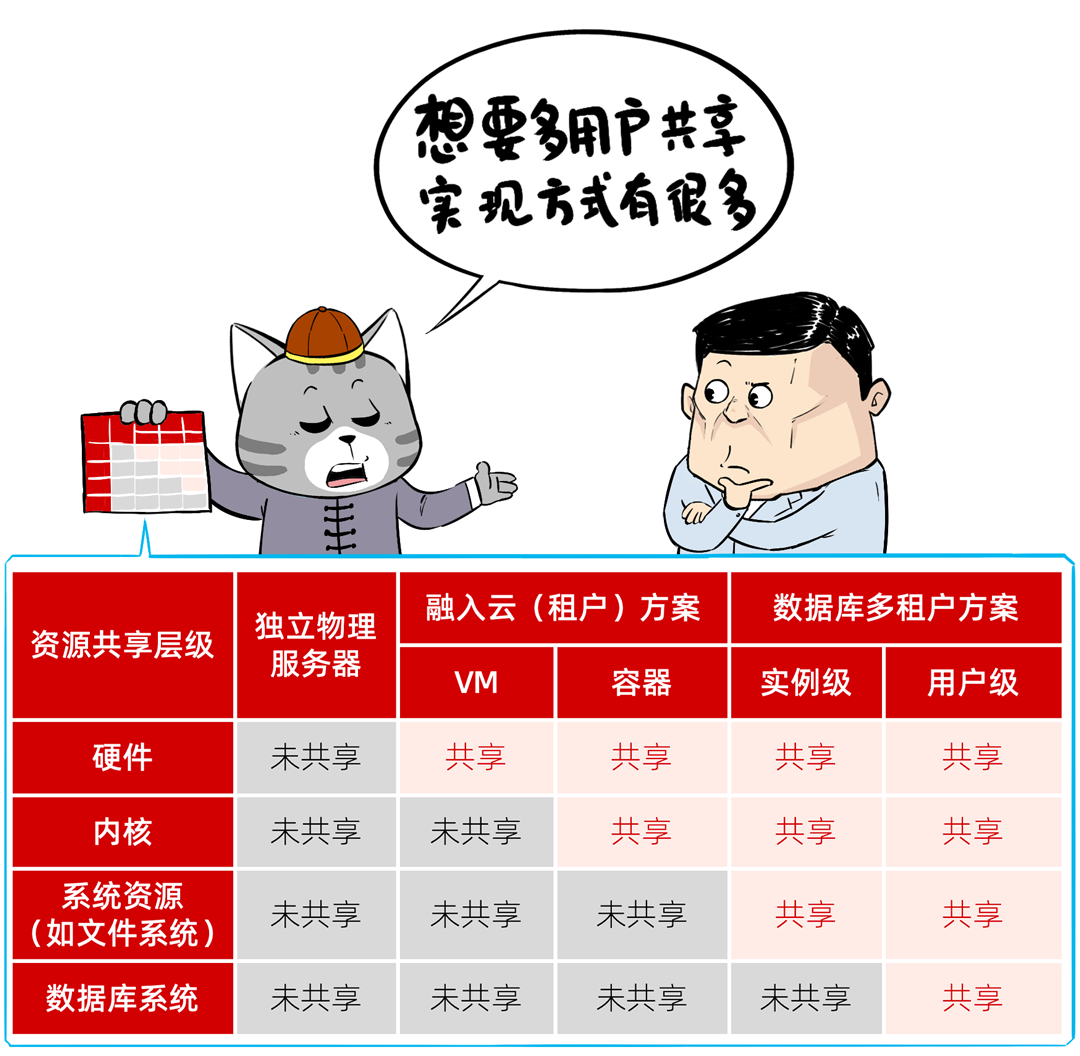 想要多用户共享
实现方式有很多
资源共享层级
独立物理
服务器
融入云（租户）方案
数据库多租户方案
VM
容器
实例级
用户级
硬件
未共享
共享
共享
共享
共享
内核
未共享
未共享
共享
共享
共享
系统资源
（如文件系统）
未共享
未共享
未共享
共享
共享
数据库系统
未共享
未共享
未共享
未共享
共享